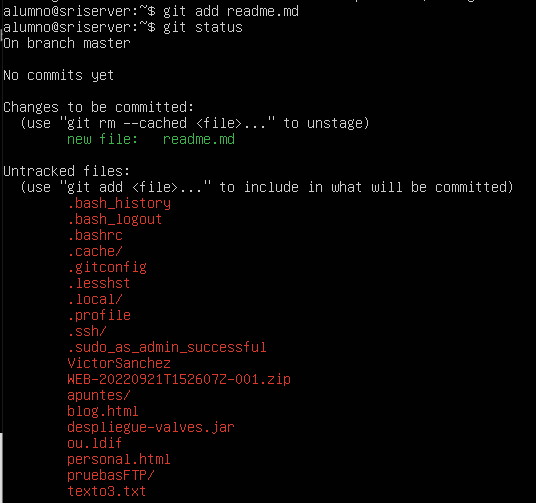 alumno@sriserver:~$ git add readme.md
alumno@sriserver:~$ git status
On branch master
No commits yet
Changes to be committed:
(use "git rm --cached <file>..." to unstage)
new file:   readme.md
Untracked files:
(use "git add <file>..." to include in what will be committed)
.bash_history
.bash_logout
.bashrc
.cache/
.gitconfig
.lesshst
.local/
.profile
.ssh/
.sudo_as_admin_successful
VictorSanchez
WEB-20220921T152607Z-001.zip
apuntes/
blog.html
despliegue-valves.jar
ou.ldif
personal.html
pruebasFTP/
texto3.txt